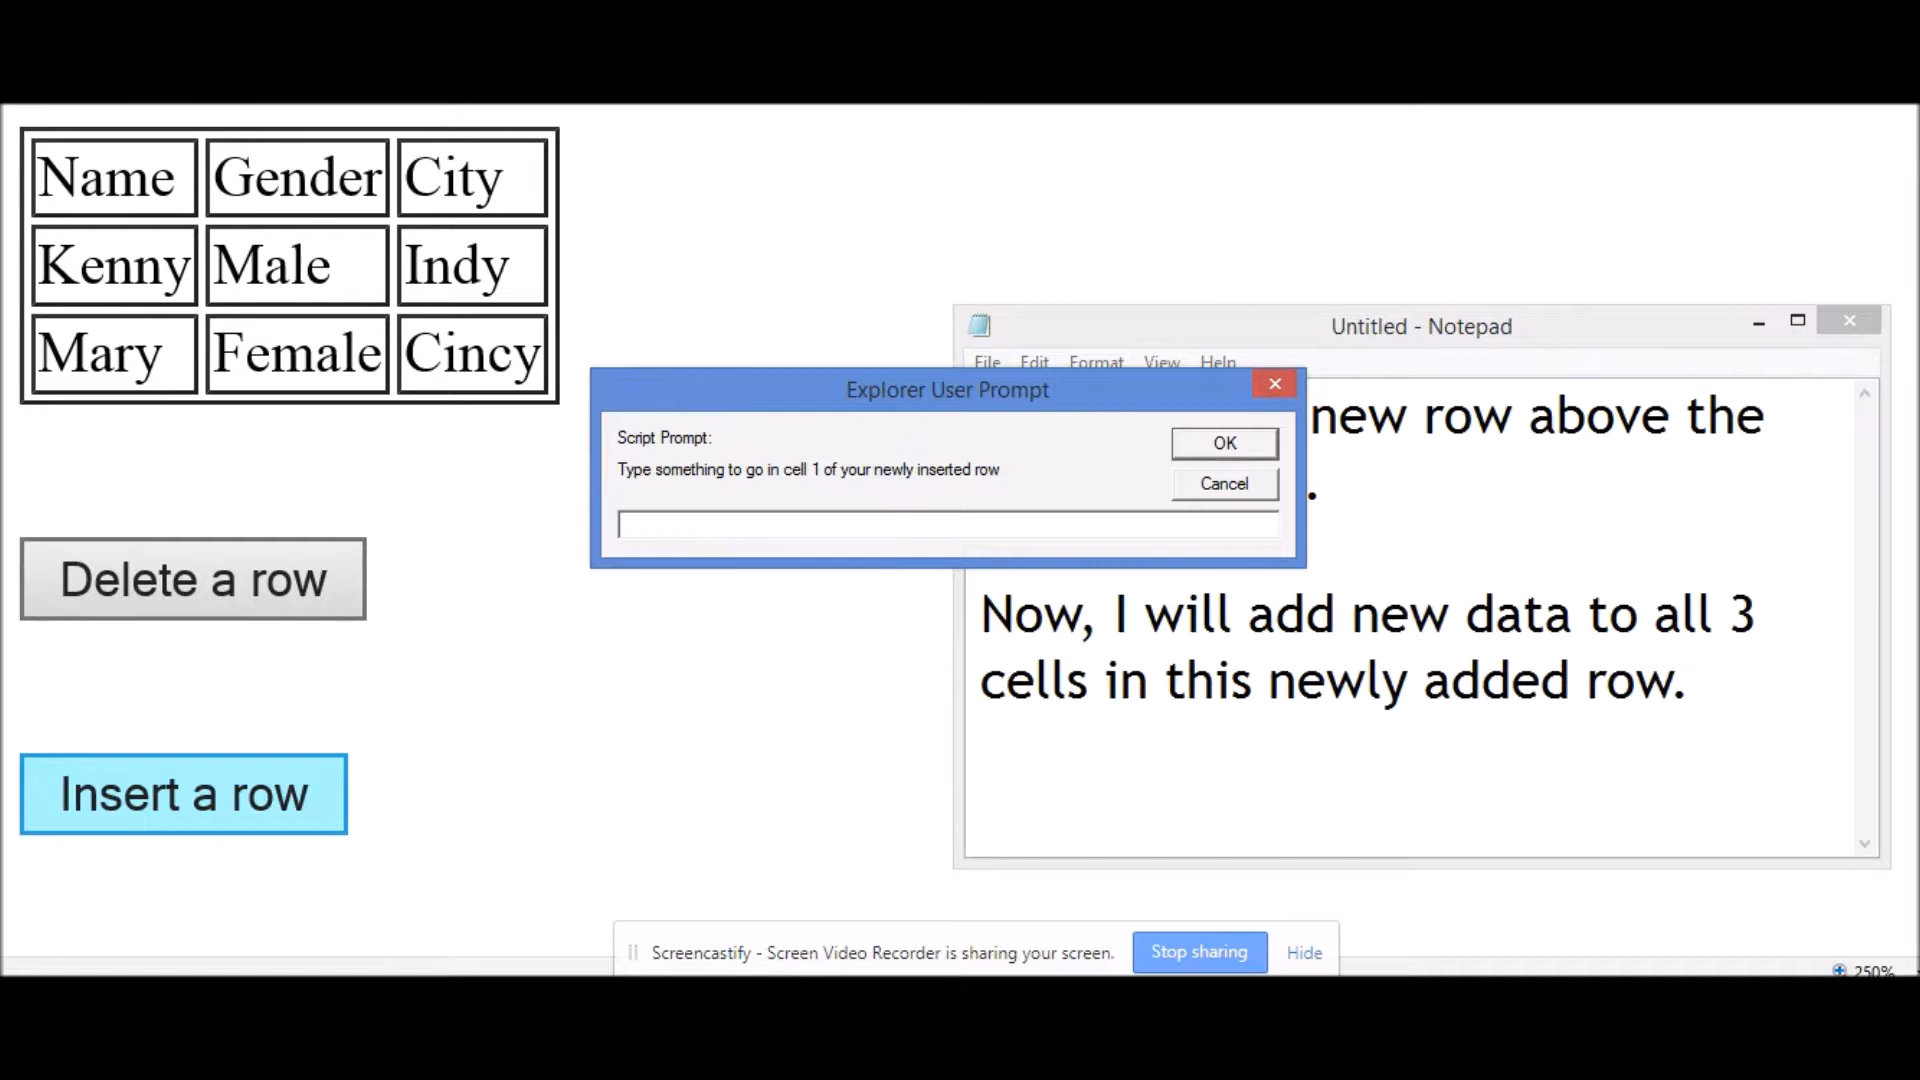 Name Gender City
Kenny Male Indy
Mary Female Cincy
Delete a row
Insert a row
Untitled - Notepad
File Edit Format View Help
new row above the
.
Now, I will add new data to all 3
cells in this newly added row.
Explorer User Prompt
Script Prompt:
Type something to go in cell 1 of your newly inserted row
OK
Cancel
Screencastify - Screen Video Recorder is sharing your screen.
Stop sharing
Hide
250%